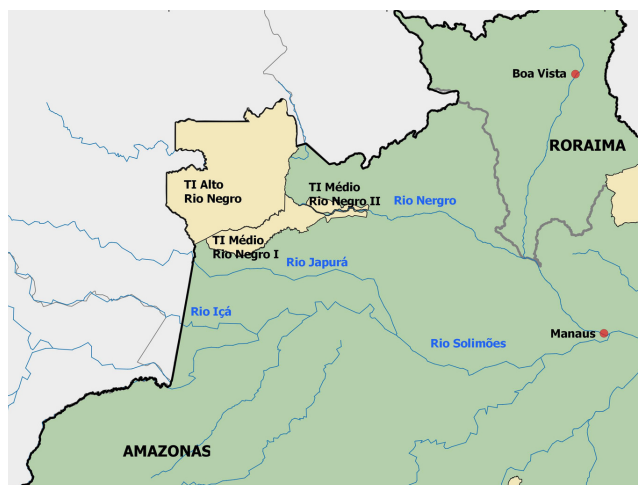 Boa Vista
RORAIMA
TI Alto
Rio Negro
TI Médio
Rio Negro II
Rio Nergro
TI Médio
Rio Negro I
Rio Japurá
Rio Içá
Manaus
Rio Solimões
AMAZONAS